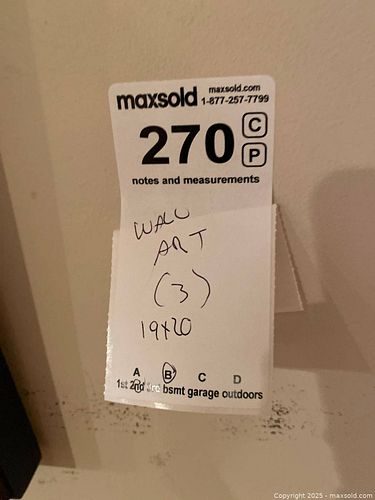 maxsold
maxsold.com
1-877-257-7799
270
C
P
notes and measurements
WALL
ART
(3)
19x20
A B C D
1st 2nd bsmt garage outdoors
Copyright 2025 - maxsold.com